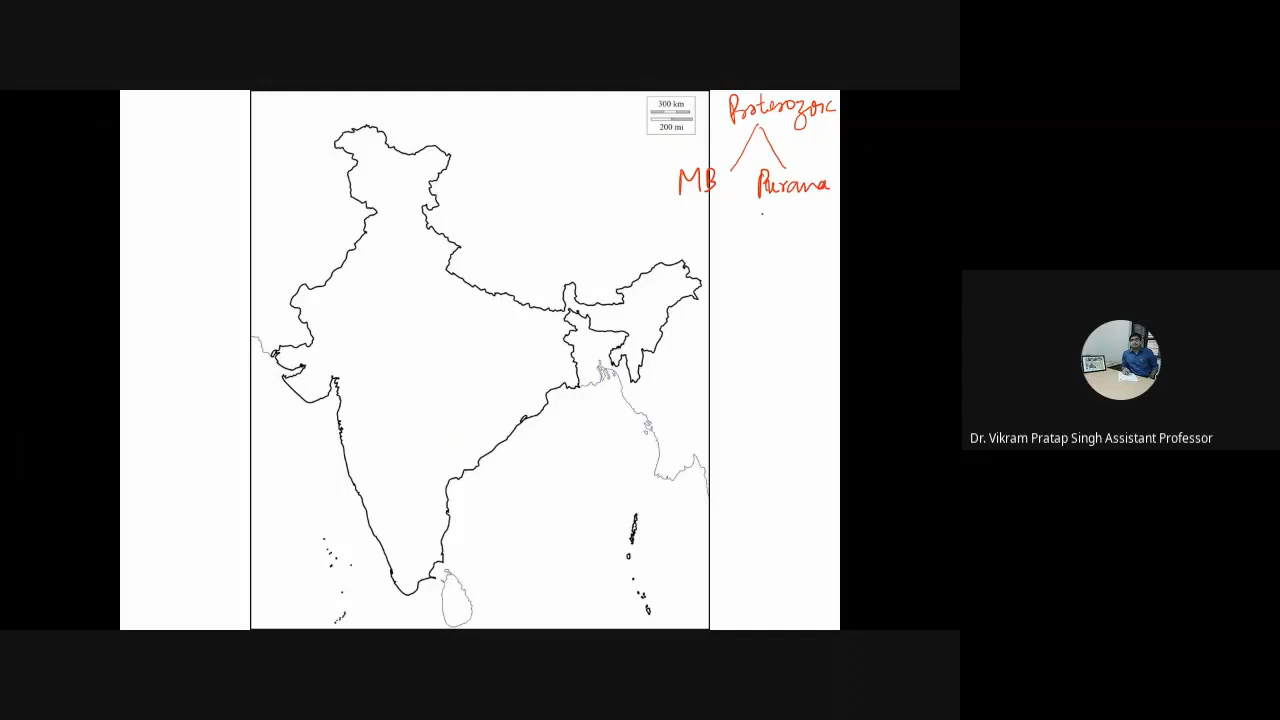 300 km
200 mi
Proterozoic
MB Purana
Dr. Vikram Pratap Singh Assistant Professor